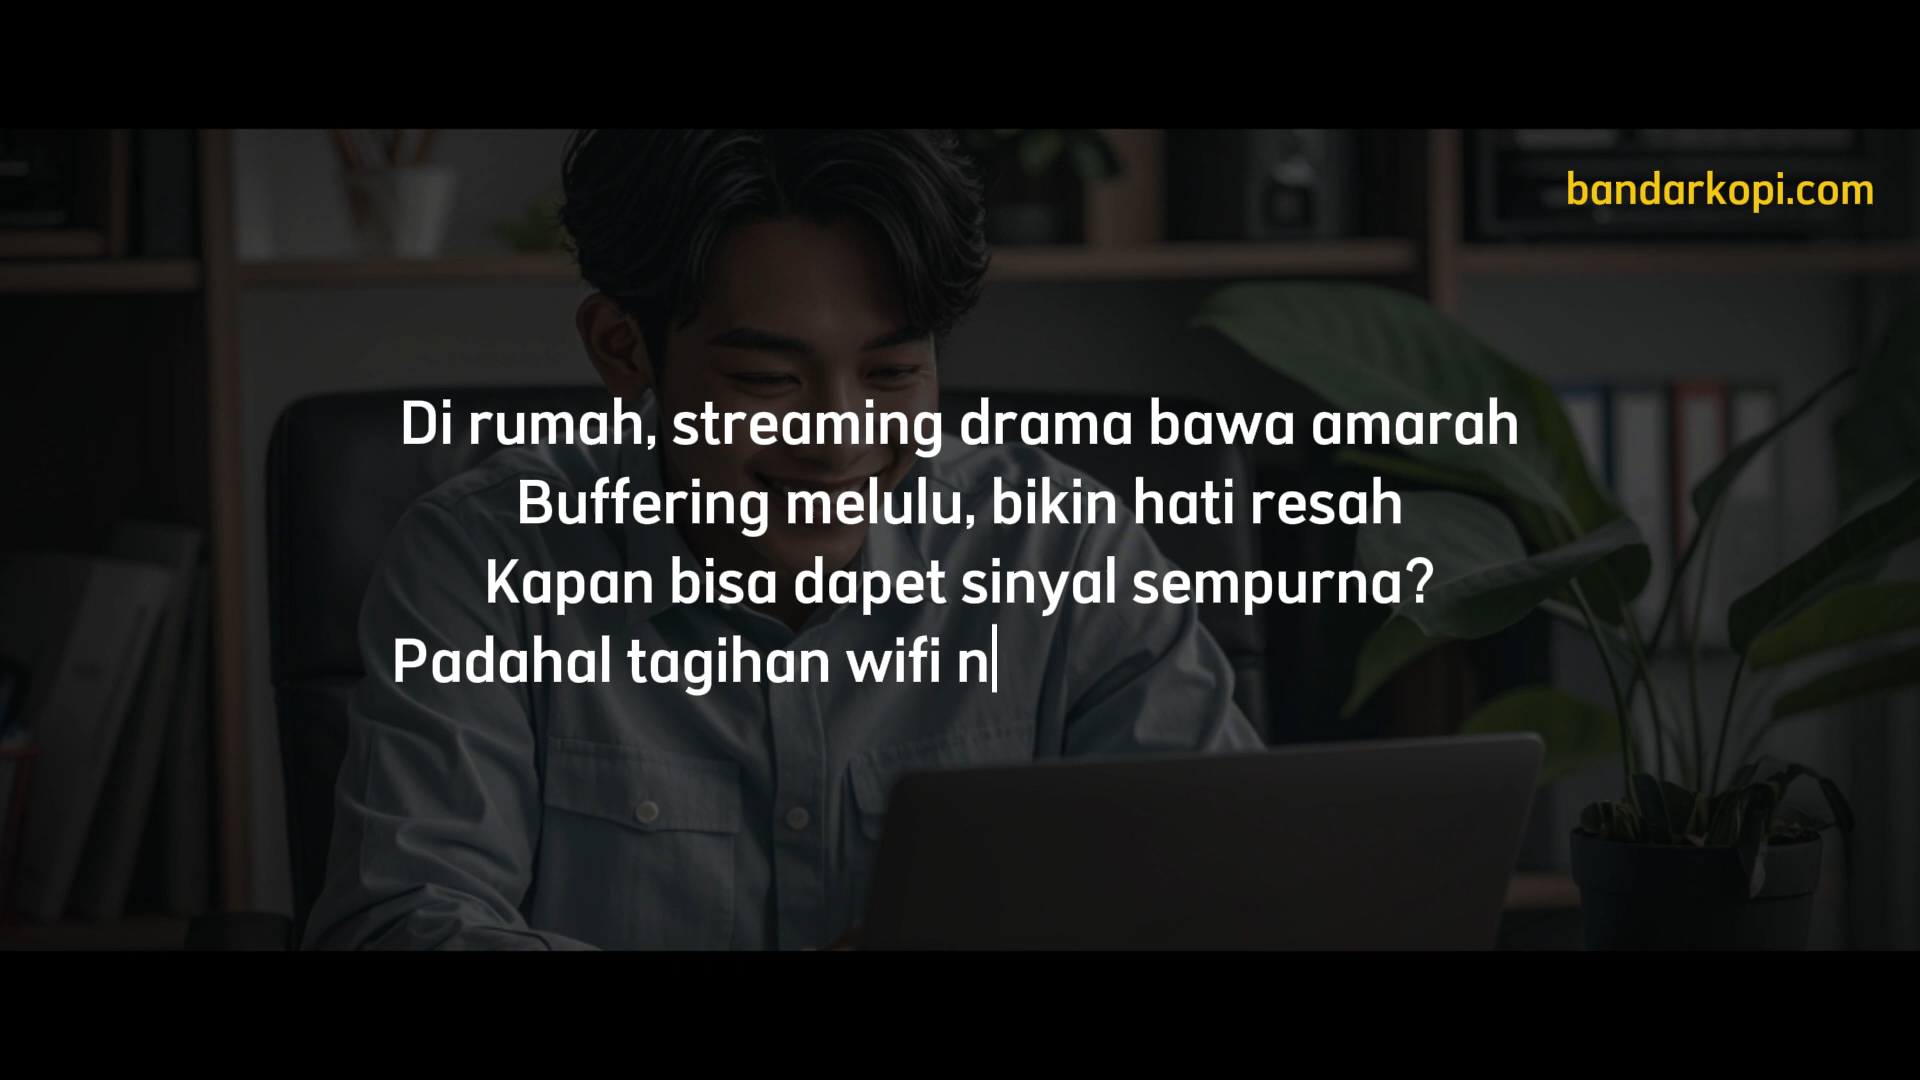 bandarkopi.com
Di rumah, streaming drama bawa amarah
Buffering melulu, bikin hati resah
Kapan bisa dapet sinyal sempurna?
Padahal tagihan wifi n